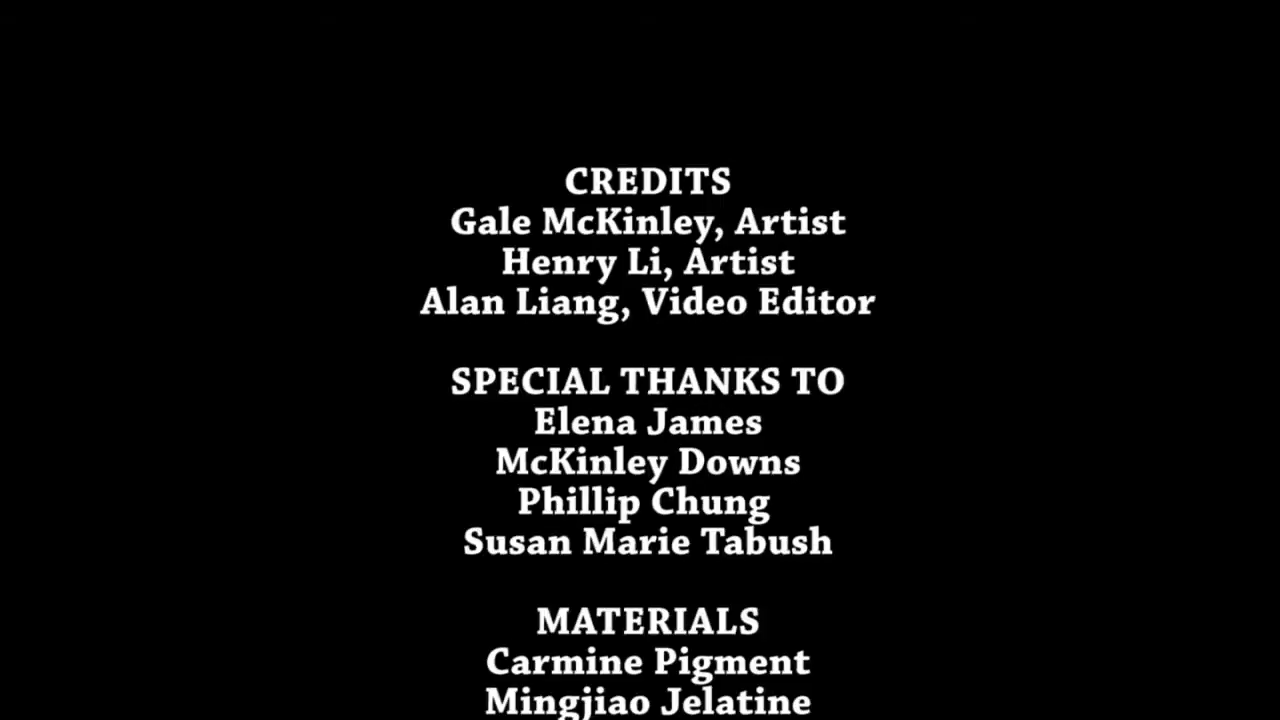 CREDITS
Gale McKinley, Artist
Henry Li, Artist
Alan Liang, Video Editor
SPECIAL THANKS TO
Elena James
McKinley Downs
Phillip Chung
Susan Marie Tabush
MATERIALS
Carmine Pigment
Mingjiao Jelatine